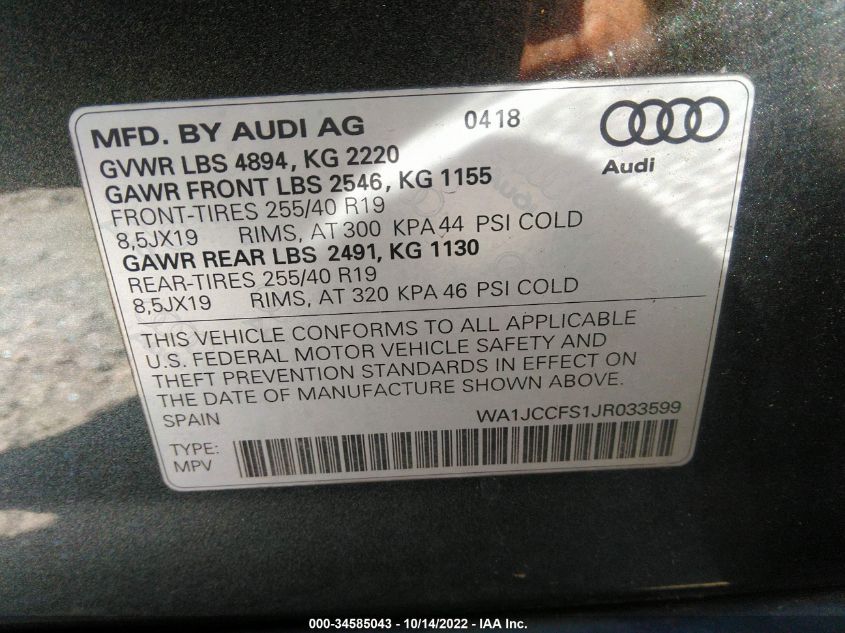 MFD. BY AUDI AG 0418
Audi
GVWR LBS 4894, KG 2220
GAWR FRONT LBS 2546, KG 1155
FRONT-TIRES 255/40 R19
8,5JX19 RIMS, AT 300 KPA 44 PSI COLD
GAWR REAR LBS 2491, KG 1130
REAR-TIRES 255/40 R19
8,5JX19 RIMS, AT 320 KPA 46 PSI COLD
THIS VEHICLE CONFORMS TO ALL APPLICABLE
U.S. FEDERAL MOTOR VEHICLE SAFETY AND
THEFT PREVENTION STANDARDS IN EFFECT ON
THE DATE OF MANUFACTURE SHOWN ABOVE.
SPAIN WA1JCCFS1JR033599
TYPE:
MPV
000-34585043 - 10/14/2022 - IAA Inc.